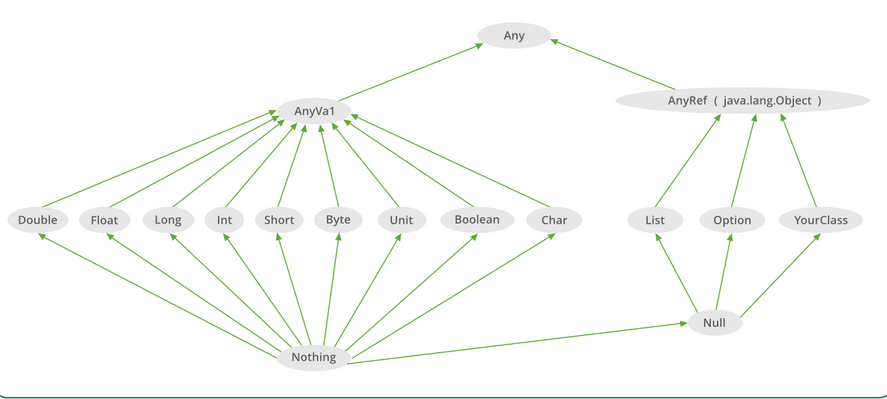 Any
AnyRef ( java.lang.Object )
AnyVa1
Double Float Long Int Short Byte Unit Boolean Char List Option YourClass
Null
Nothing